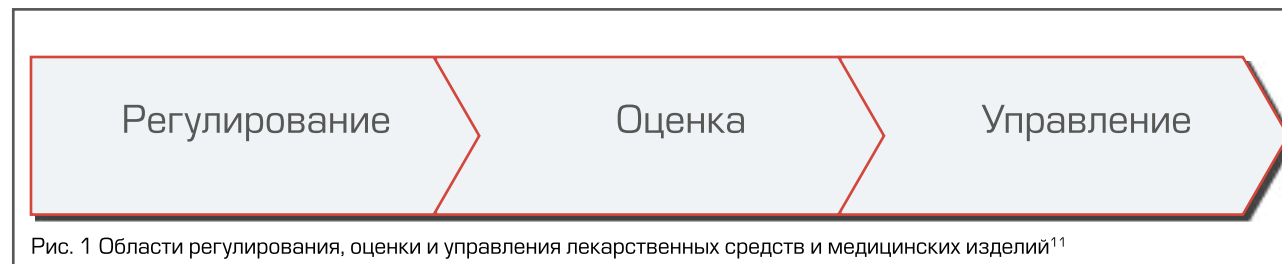 Регулирование Оценка Управление
Рис. 1 Области регулирования, оценки и управления лекарственных средств и медицинских изделий¹¹